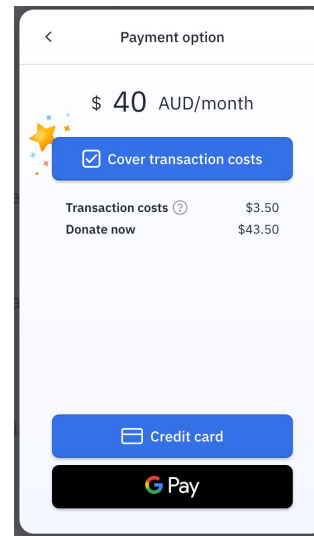 Payment option
$ 40 AUD/month
Cover transaction costs
Transaction costs ? $3.50
Donate now $43.50
Credit card
G Pay